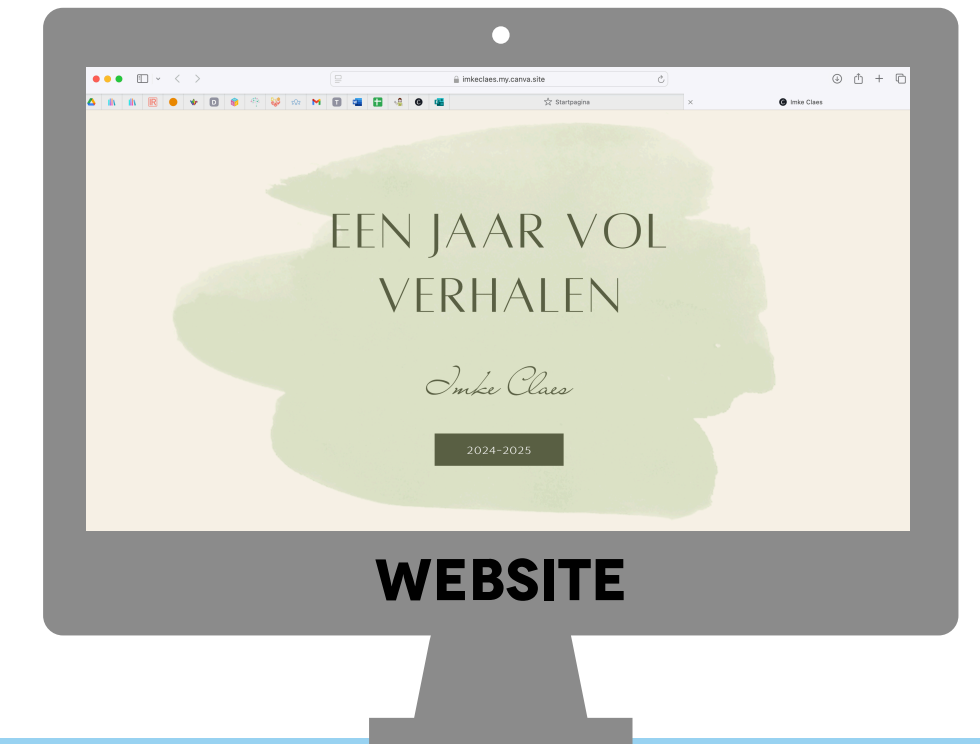 imkeclaes.my.canva.site
Startpagina
Imke Claes
EEN JAAR VOL
VERHALEN
Imke Claes
2024-2025
WEBSITE